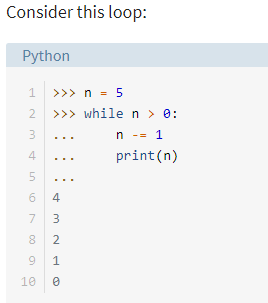 Consider this loop:
Python
1 >>> n = 5
2 >>> while n > 0:
3 ...     n -= 1
4 ...     print(n)
5 ...
6 4
7 3
8 2
9 1
10 0